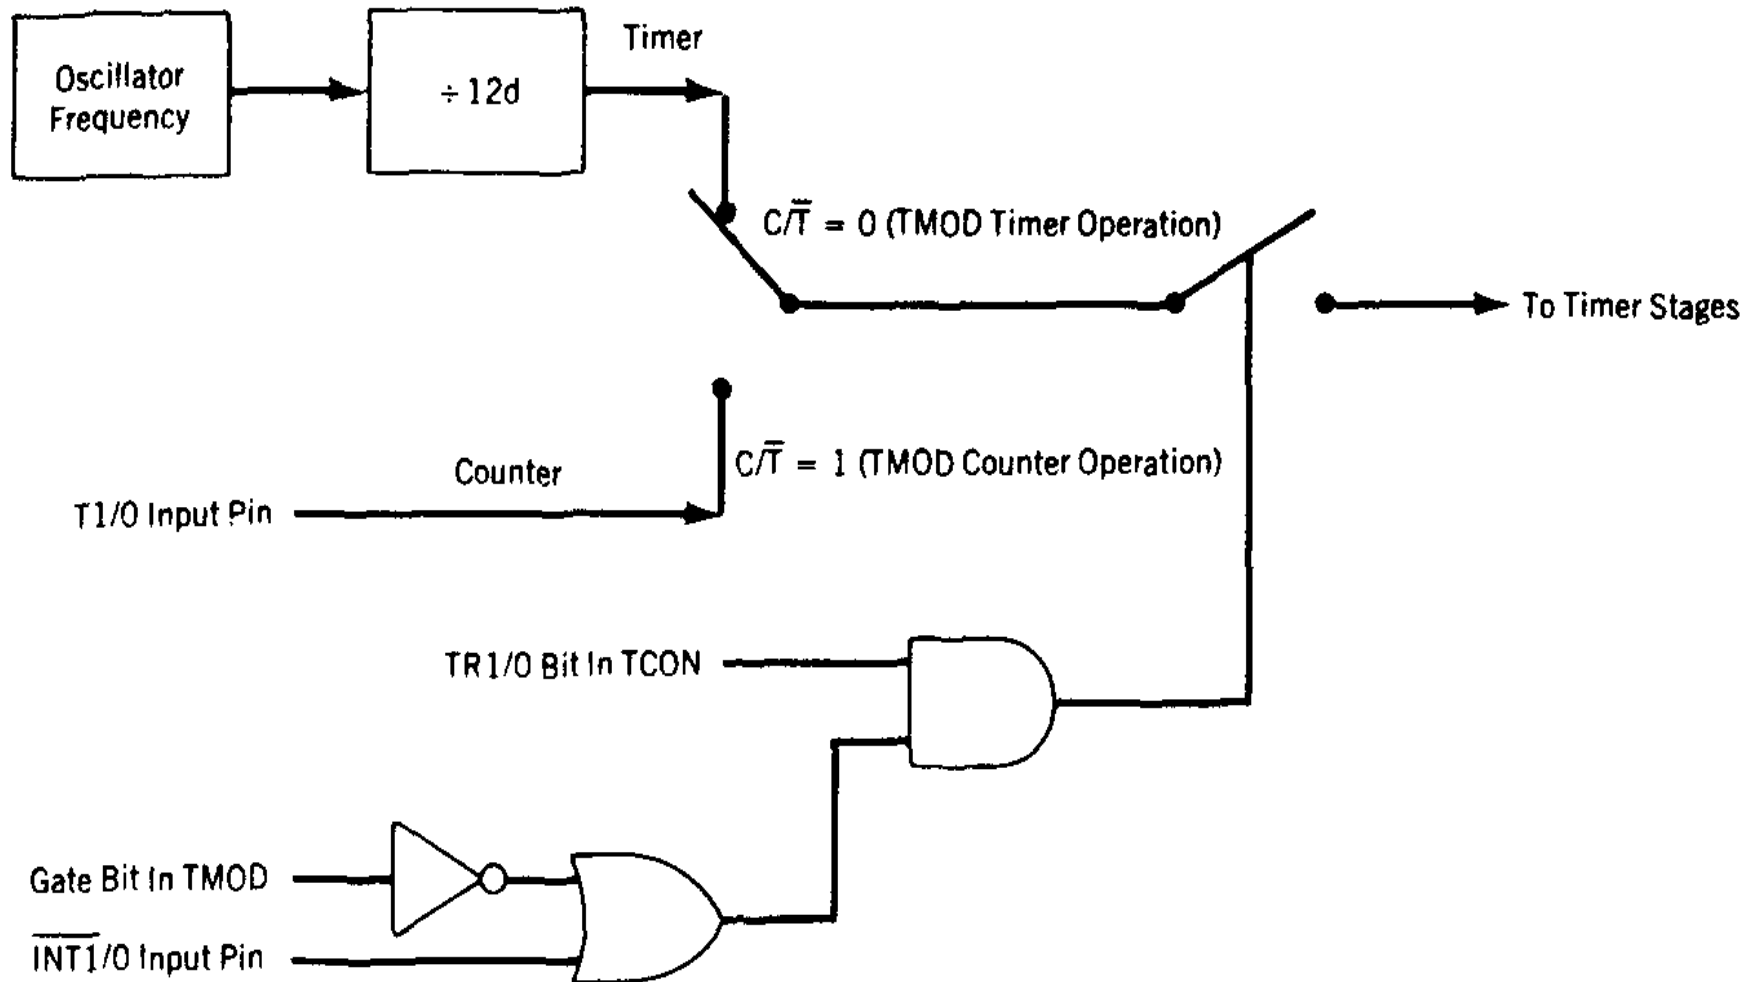 Oscillator
Frequency
÷ 12d
Timer
C/T̅ = 0 (TMOD Timer Operation)
To Timer Stages
C/T̅ = 1 (TMOD Counter Operation)
Counter
T1/0 Input Pin
TR1/0 Bit In TCON
Gate Bit In TMOD
I̅N̅T̅1̅/0 Input Pin